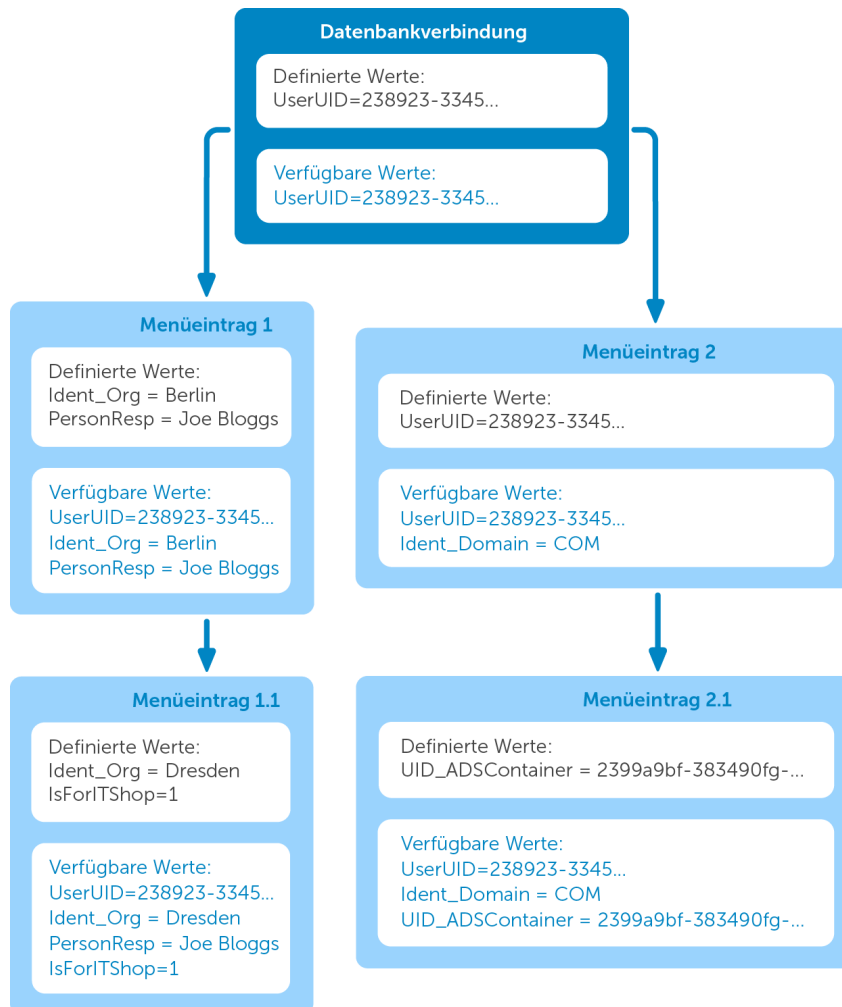 Datenbankverbindung
Definierte Werte:
UserUID=238923-3345...
Verfügbare Werte:
UserUID=238923-3345...
Menüeintrag 1
Definierte Werte:
Ident_Org = Berlin
PersonResp = Joe Bloggs
Verfügbare Werte:
UserUID=238923-3345...
Ident_Org = Berlin
PersonResp = Joe Bloggs
Menüeintrag 2
Definierte Werte:
UserUID=238923-3345...
Verfügbare Werte:
UserUID=238923-3345...
Ident_Domain = COM
Menüeintrag 1.1
Definierte Werte:
Ident_Org = Dresden
IsForITShop=1
Verfügbare Werte:
UserUID=238923-3345...
Ident_Org = Dresden
PersonResp = Joe Bloggs
IsForITShop=1
Menüeintrag 2.1
Definierte Werte:
UID_ADSContainer = 2399a9bf-383490fg-...
Verfügbare Werte:
UserUID=238923-3345...
Ident_Domain = COM
UID_ADSContainer = 2399a9bf-383490fg-...